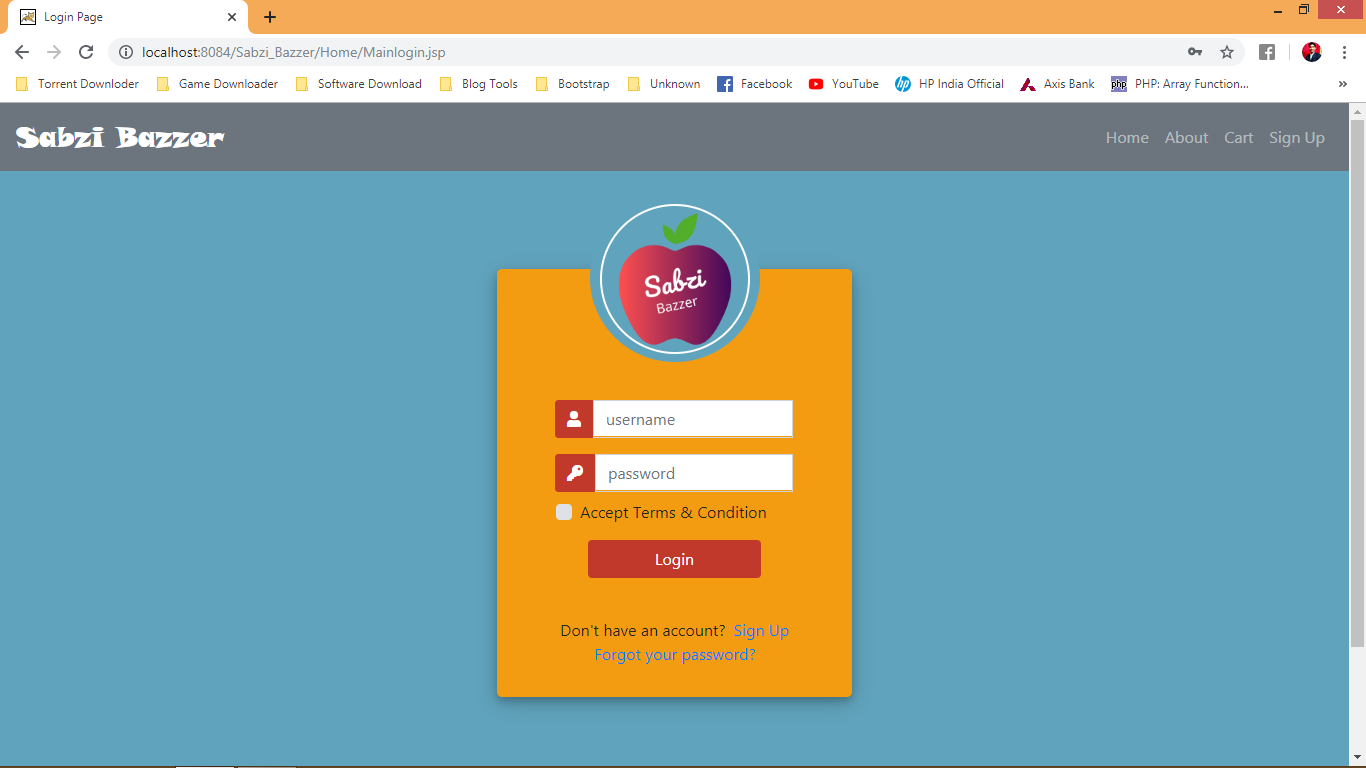 Login Page
localhost:8084/Sabzi_Bazzer/Home/Mainlogin.jsp
Torrent Downloder Game Downloader Software Download Blog Tools Bootstrap Unknown Facebook YouTube HP India Official Axis Bank PHP: Array Function...
Sabzi Bazzer Home About Cart Sign Up
Sabzi
Bazzer
username
password
Accept Terms & Condition
Login
Don't have an account? Sign Up
Forgot your password?